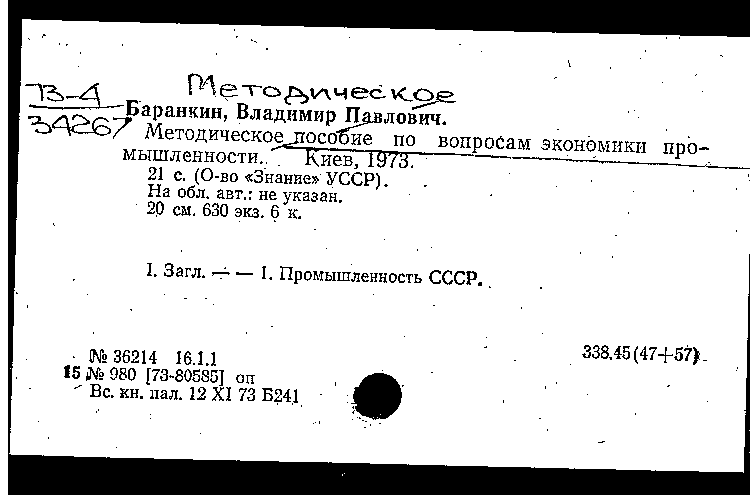 Методическое
В-4
34267
Баранкин, Владимир Павлович.
Методическое пособие по вопросам экономики про-
мышленности.. Киев, 1973.
21 с. (О-во «Знание» УССР).
На обл. авт.: не указан.
20 см. 630 экз. 6 к.
I. Загл. — — 1. Промышленность СССР.
№ 36214 16.1.1
338.45(47+57)
15 № 980 [73-80585] оп
Вс. кн. пал. 12 XI 73 Б241